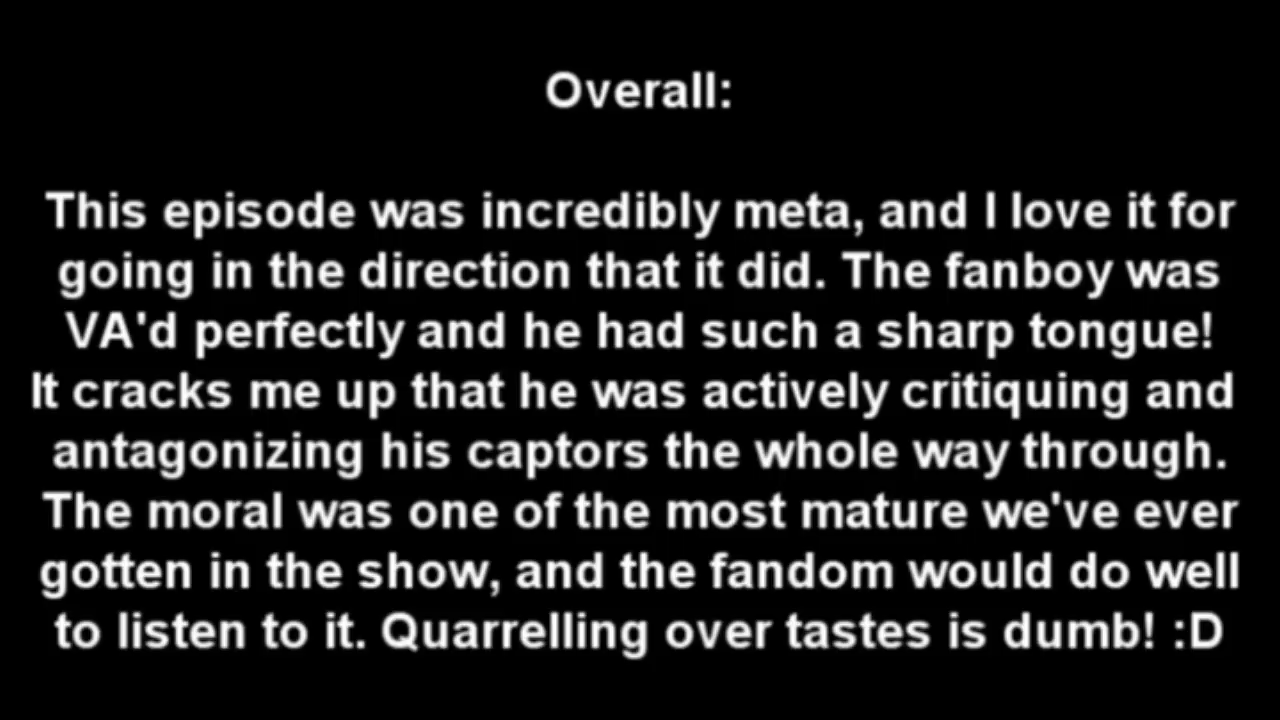 Overall:
This episode was incredibly meta, and I love it for
going in the direction that it did. The fanboy was
VA'd perfectly and he had such a sharp tongue!
It cracks me up that he was actively critiquing and
antagonizing his captors the whole way through.
The moral was one of the most mature we've ever
gotten in the show, and the fandom would do well
to listen to it. Quarrelling over tastes is dumb! :D